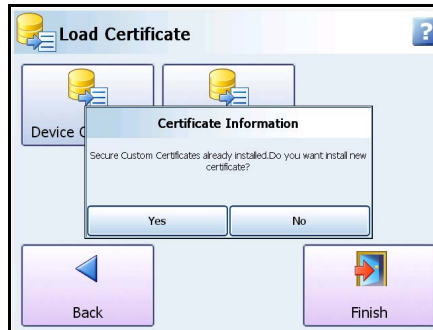 Load Certificate
?
Device C
Certificate Information
Secure Custom Certificates already installed.Do you want install new
certificate?
Yes
No
Back
Finish